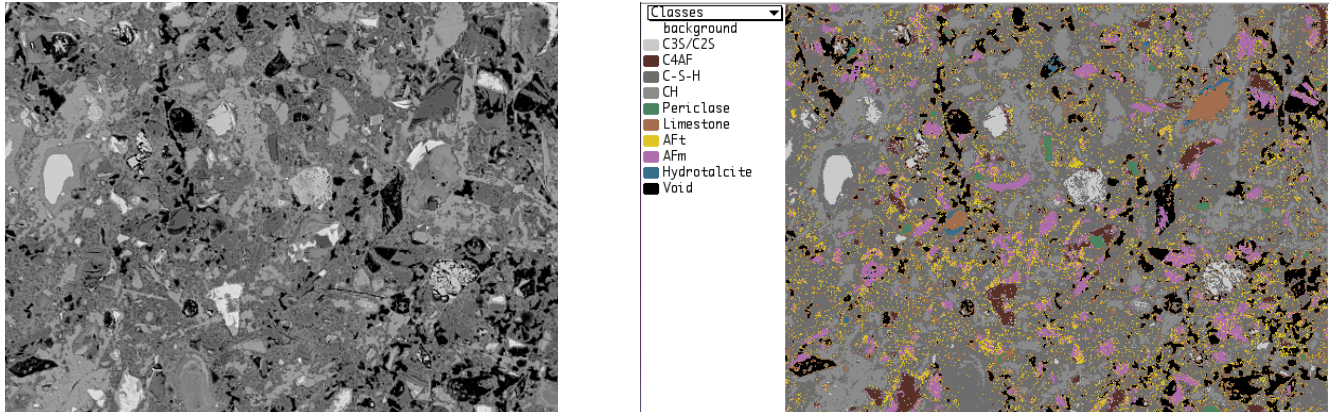 Classes
background
C3S/C2S
C4AF
C-S-H
CH
Periclase
Limestone
AFt
AFm
Hydrotalcite
Void